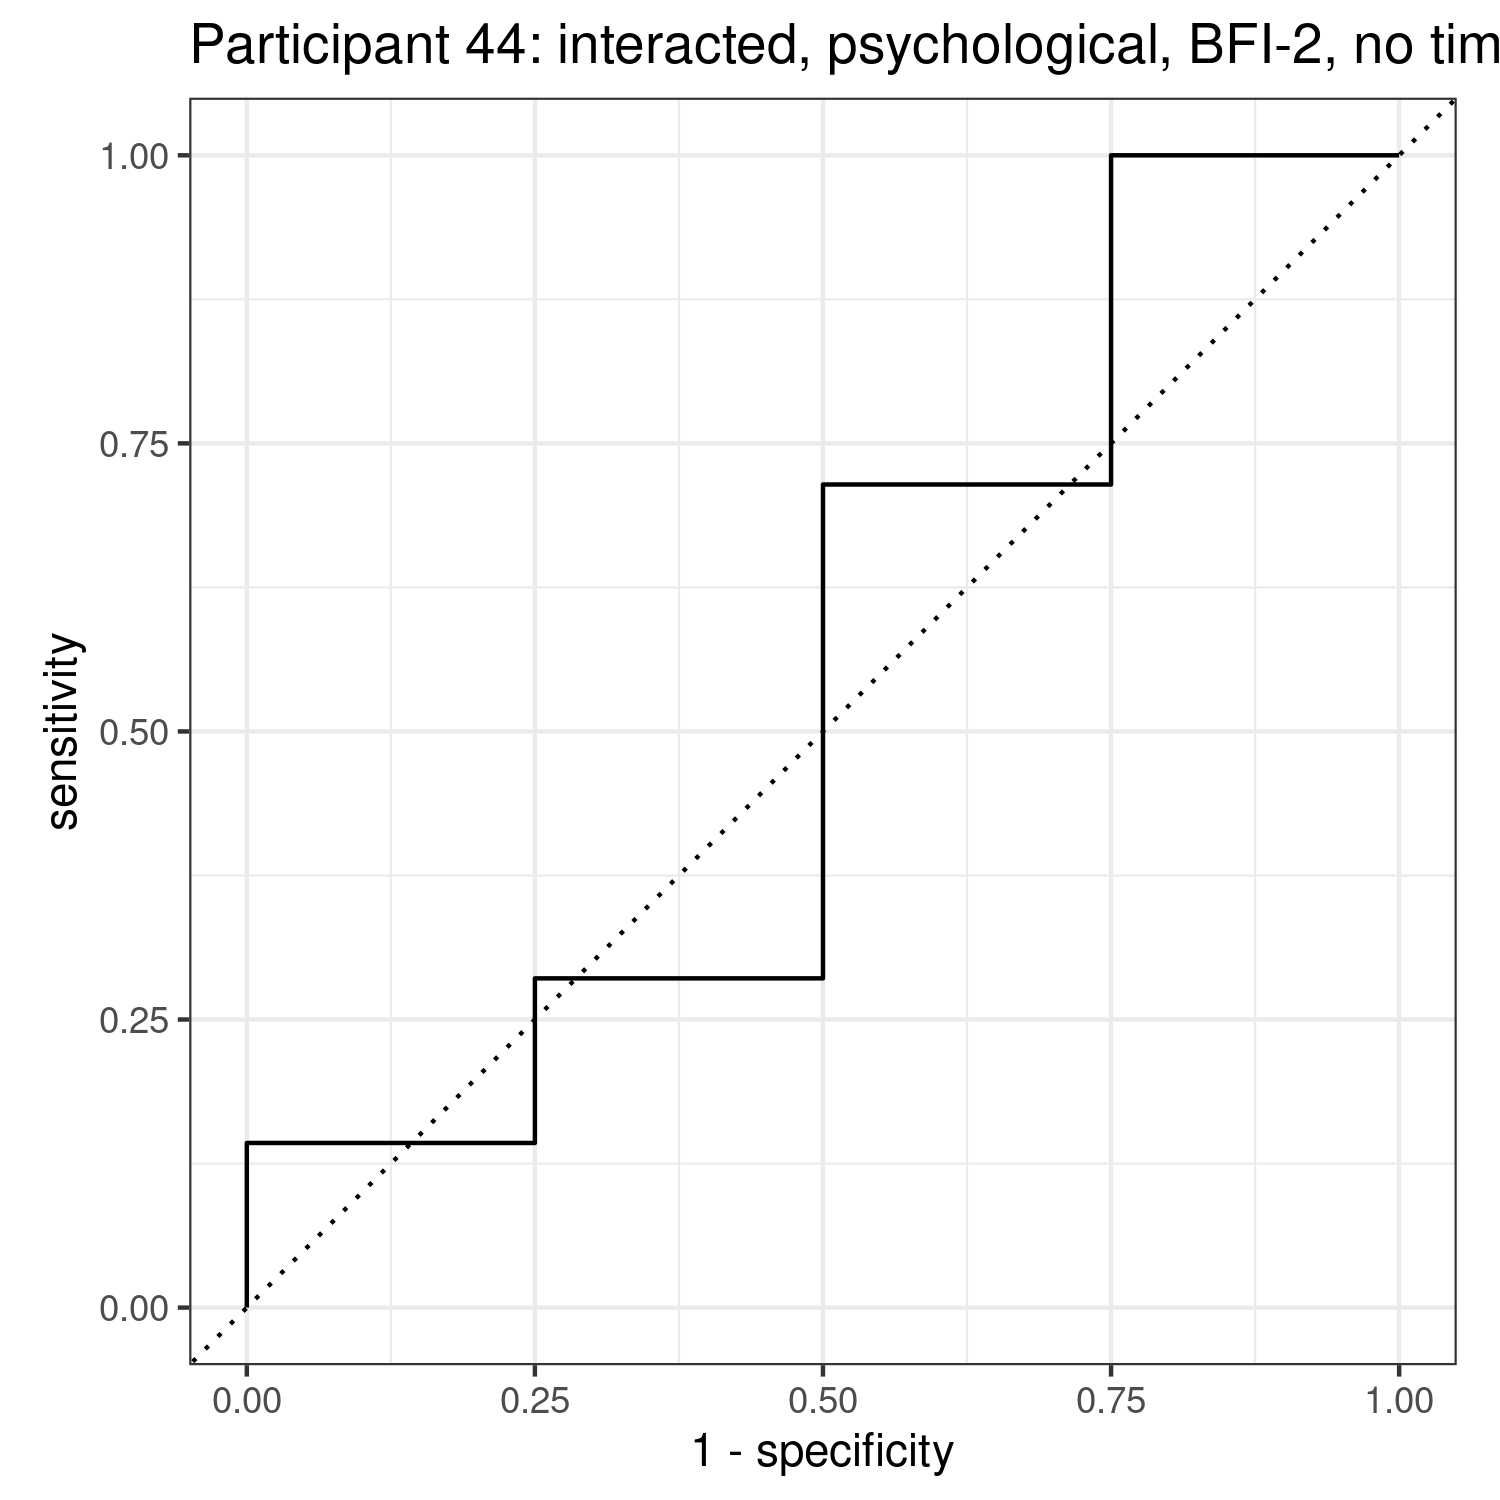 Participant 44: interacted, psychological, BFI-2, no tim
1.00
0.75
0.50
0.25
0.00
sensitivity
0.00 0.25 0.50 0.75 1.00
1 - specificity